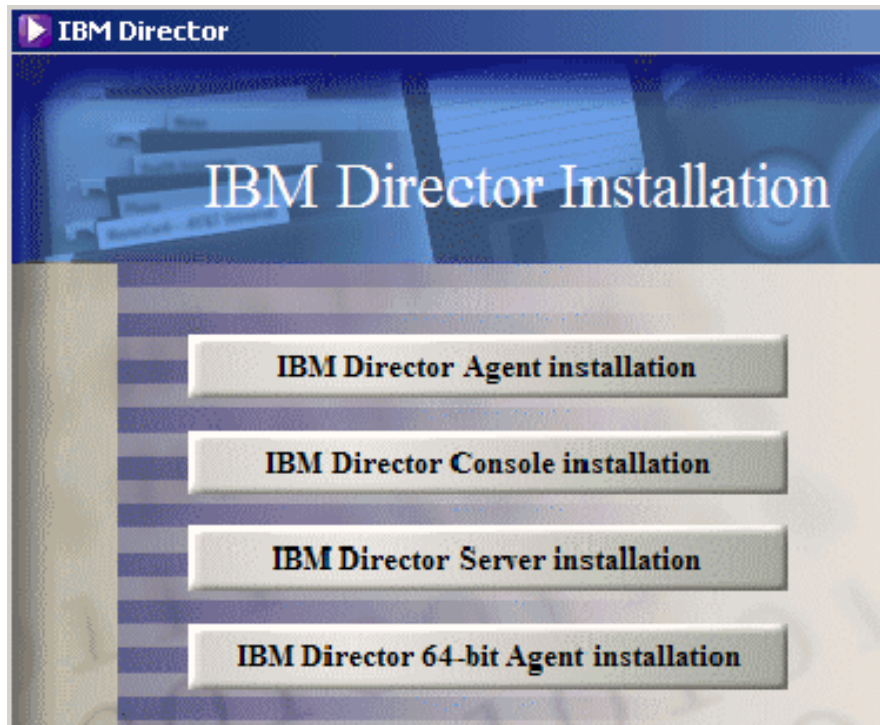 IBM Director
IBM Director Installation
IBM Director Agent installation
IBM Director Console installation
IBM Director Server installation
IBM Director 64-bit Agent installation